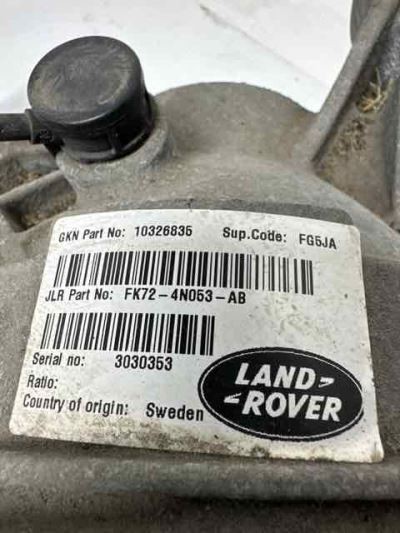 GKN Part No: 10326835 Sup.Code: FG5JA
JLR Part No: FK72-4N053-AB
Serial no: 3030353
Ratio:
Country of origin: Sweden
LAND-
-ROVER